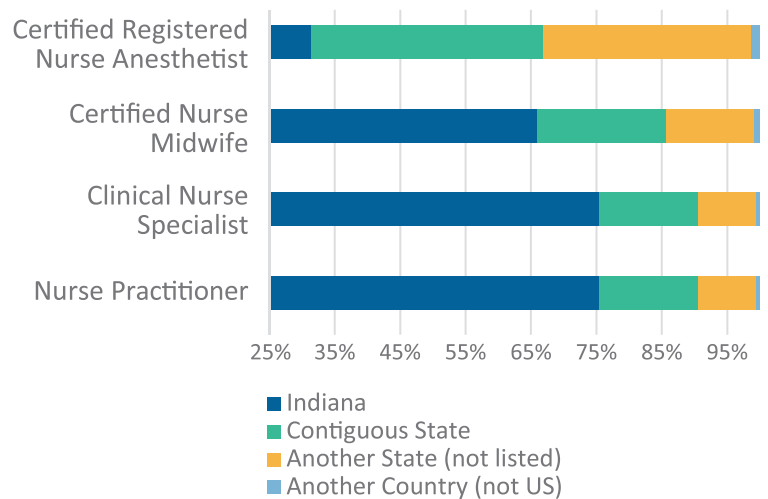 Certified Registered
Nurse Anesthetist
Certified Nurse
Midwife
Clinical Nurse
Specialist
Nurse Practitioner
25% 35% 45% 55% 65% 75% 85% 95%
Indiana
Contiguous State
Another State (not listed)
Another Country (not US)